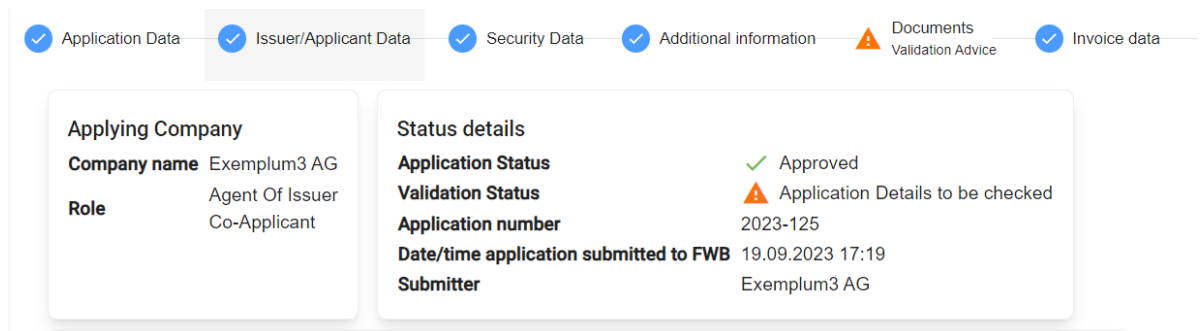 Application Data
Issuer/Applicant Data
Security Data
Additional information
Documents
Validation Advice
Invoice data
Applying Company
Company name Exemplum3 AG
Role Agent Of Issuer
Co-Applicant
Status details
Application Status Approved
Validation Status Application Details to be checked
Application number 2023-125
Date/time application submitted to FWB 19.09.2023 17:19
Submitter Exemplum3 AG